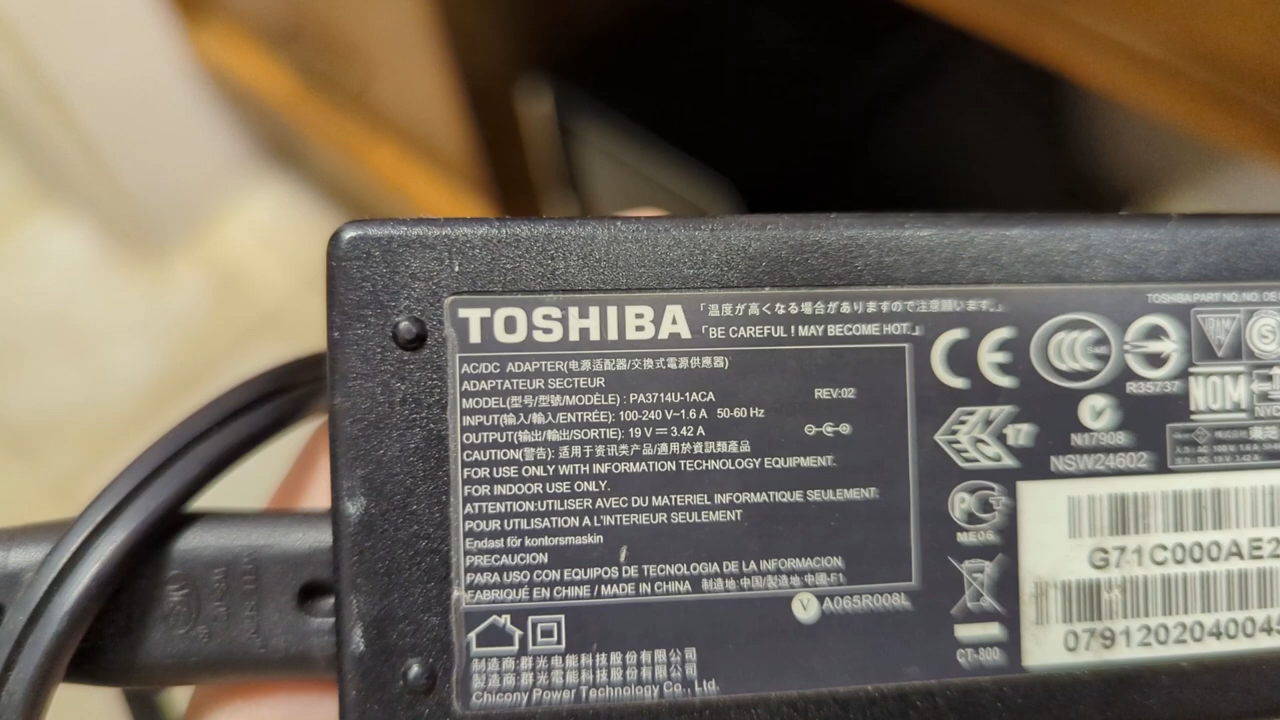 TOSHIBA
「温度が高くなる場合がありますので注意願います。」
「BE CAREFUL ! MAY BECOME HOT.」
TOSHIBA PART NO. NO. DE
AC/DC ADAPTER(电源适配器/交換式電源供應器)
ADAPTATEUR SECTEUR
MODEL(型号/型號/MODÈLE) : PA3714U-1ACA
REV:02
INPUT(输入/輸入/ENTRÉE): 100-240 V~1.6 A 50-60 Hz
OUTPUT(输出/輸出/SORTIE): 19 V⎓3.42 A
CAUTION(警告): 适用于资讯类产品/適用於資訊類產品
FOR USE ONLY WITH INFORMATION TECHNOLOGY EQUIPMENT.
FOR INDOOR USE ONLY.
ATTENTION:UTILISER AVEC DU MATERIEL INFORMATIQUE SEULEMENT.
POUR UTILISATION A L'INTERIEUR SEULEMENT
Endast för kontorsmaskin
PRECAUCION
PARA USO CON EQUIPOS DE TECNOLOGIA DE LA INFORMACION
FABRIQUÉ EN CHINE / MADE IN CHINA 制造地:中国/製造地:中國-F1
V A065R008L
制造商:群光电能科技股份有限公司
製造商:群光電能科技股份有限公司
Chicony Power Technology Co., Ltd.
CE
CCC
R35737
S
NOM
NYC
17
N17908
NSW24602
PCT
ME06
CT-800
G71C000AE2
079120204004